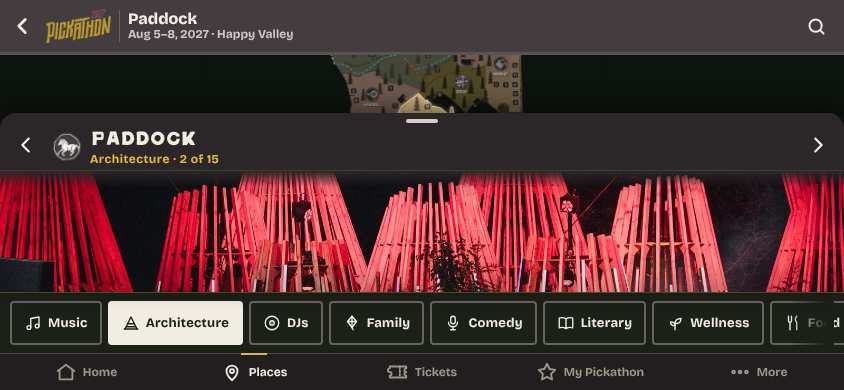 PICKATHON
Paddock
Aug 5–8, 2027 · Happy Valley
PADDOCK
Architecture · 2 of 15
Music
Architecture
DJs
Family
Comedy
Literary
Wellness
Food
Home
Places
Tickets
My Pickathon
More